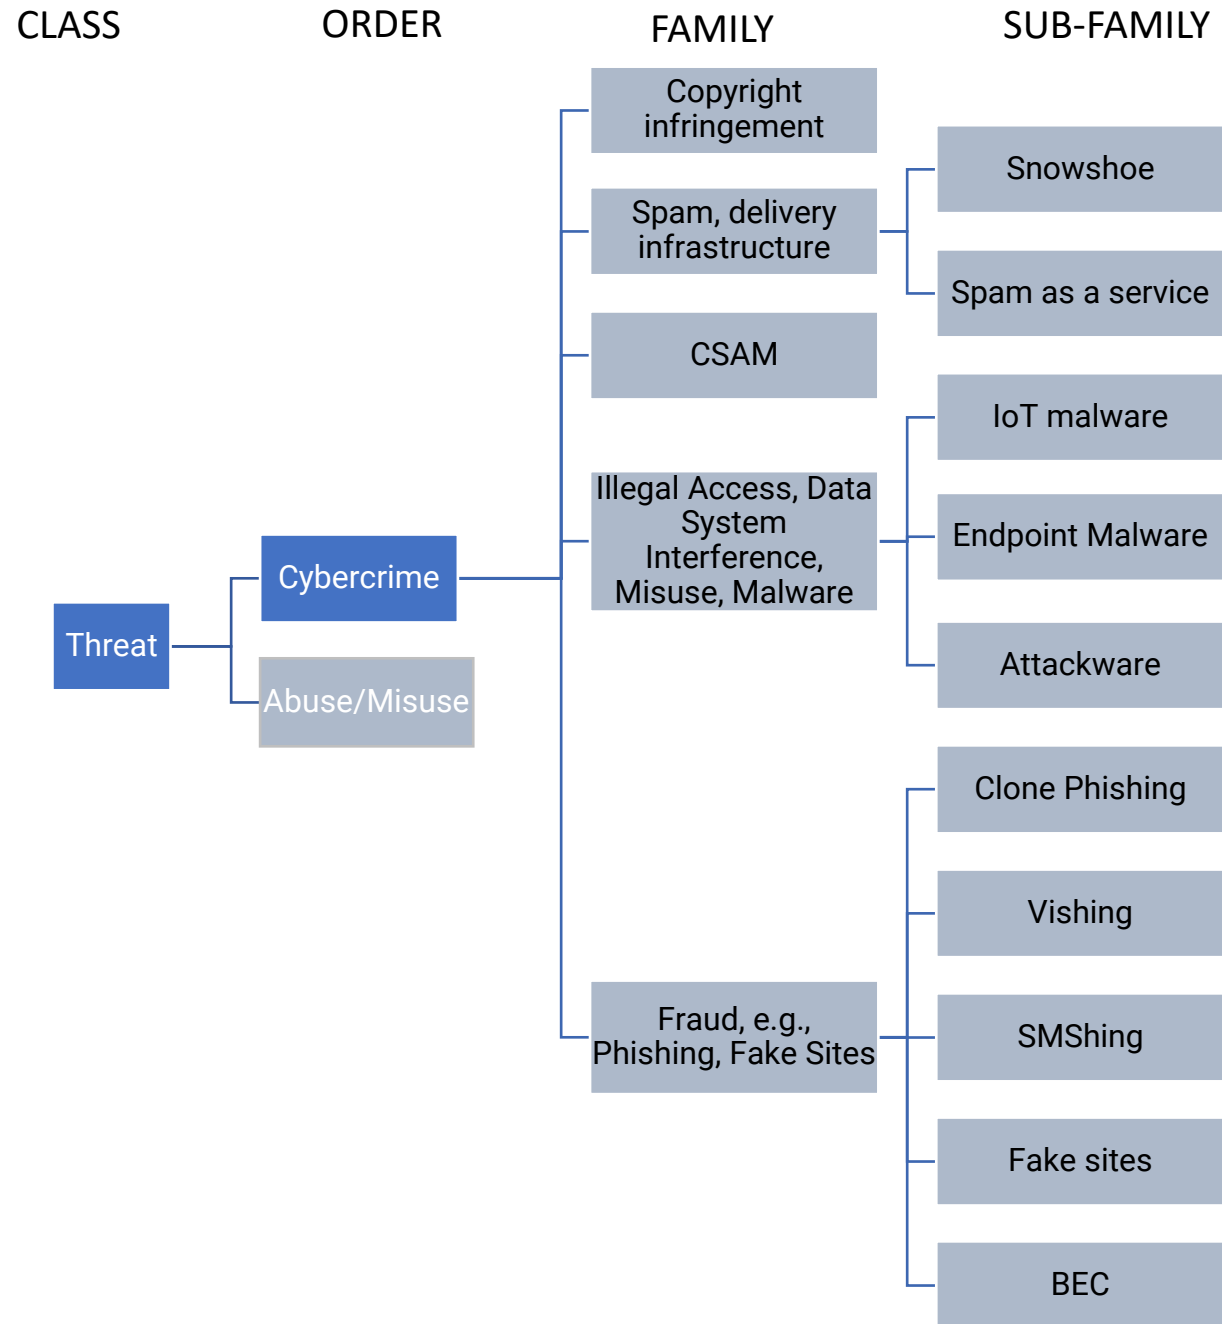 CLASS
ORDER
FAMILY
SUB-FAMILY
Copyright
infringement
Snowshoe
Spam, delivery
infrastructure
Spam as a service
CSAM
IoT malware
Illegal Access, Data
System
Interference,
Misuse, Malware
Endpoint Malware
Cybercrime
Threat
Attackware
Abuse/Misuse
Clone Phishing
Vishing
Fraud, e.g.,
Phishing, Fake Sites
SMShing
Fake sites
BEC